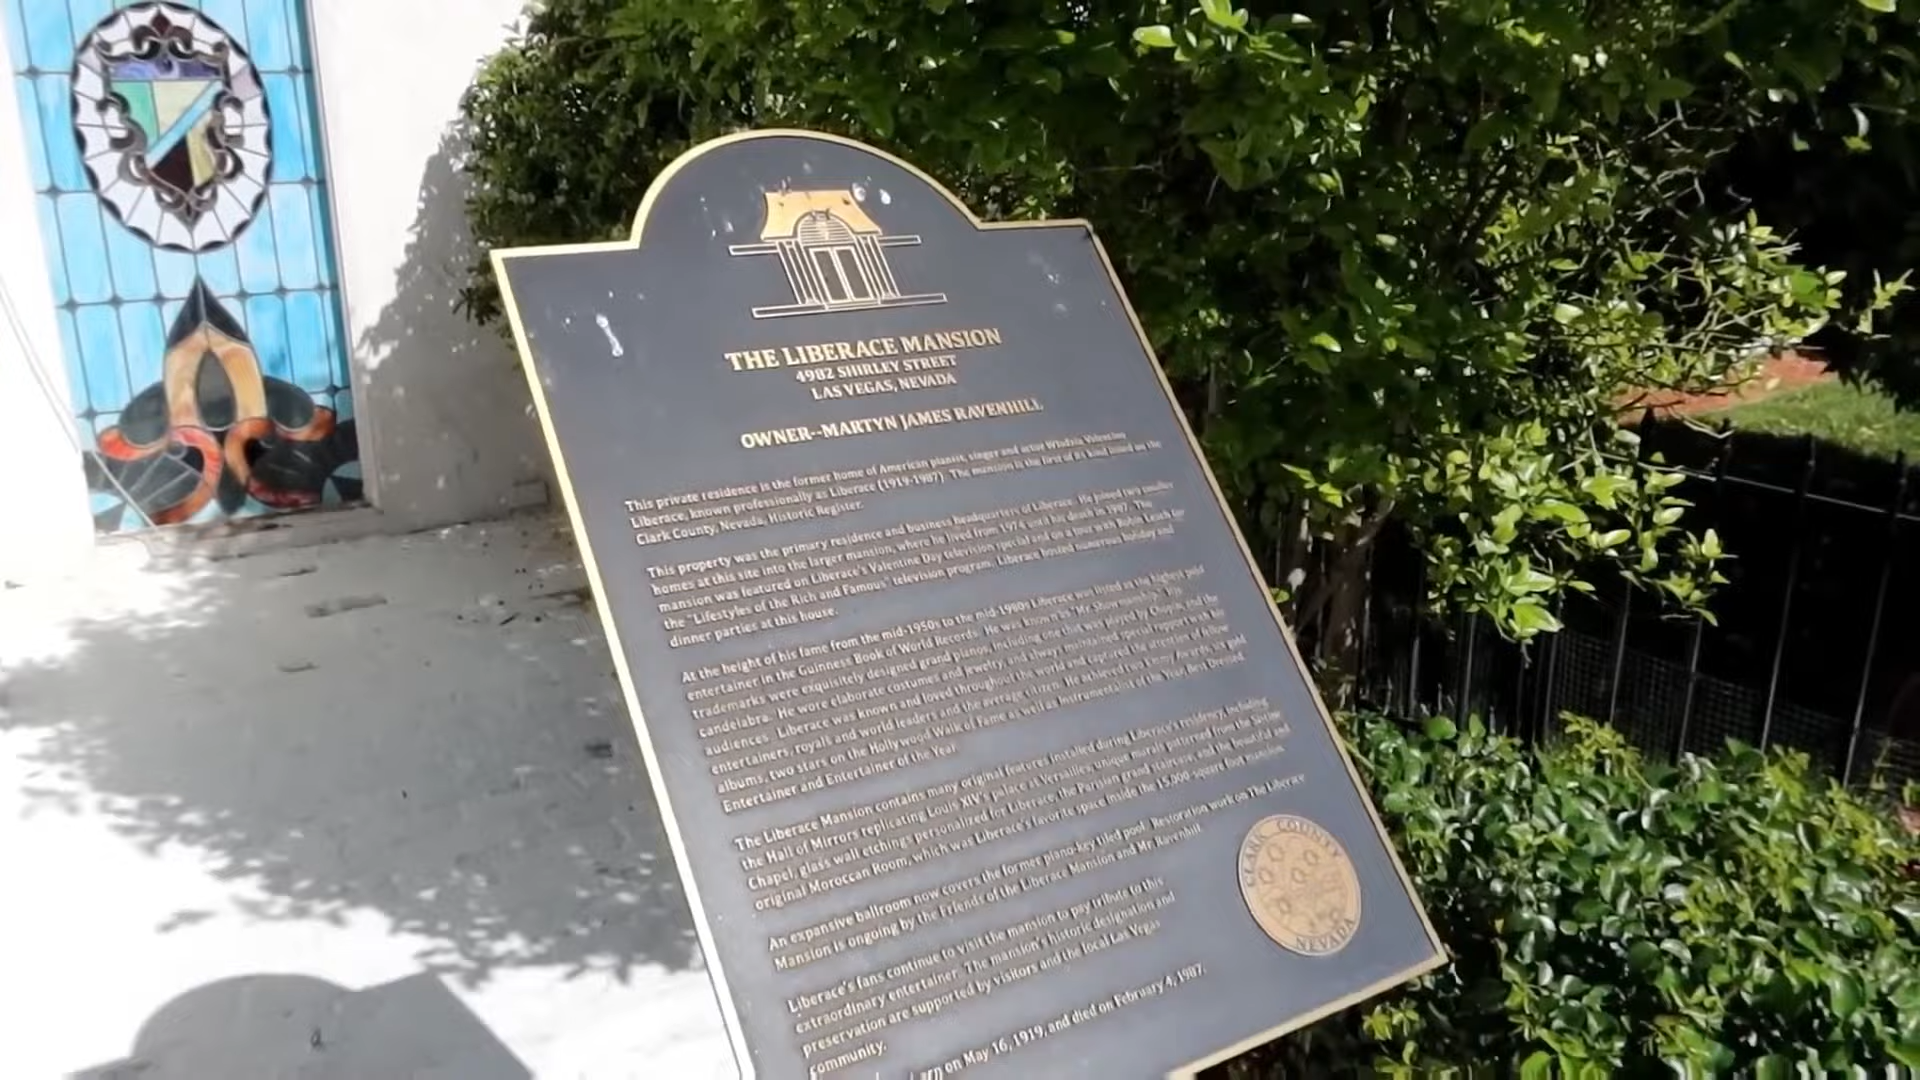 THE LIBERACE MANSION
4982 SHIRLEY STREET
LAS VEGAS, NEVADA
OWNER--MARTYN JAMES RAVENHILL
This private residence is the former home of American pianist, singer and actor Wladziu Valentino
Liberace, known professionally as Liberace (1919-1987). The mansion is the first of its kind listed on the
Clark County, Nevada, Historic Register.
This property was the primary residence and business headquarters of Liberace. He joined two smaller
homes at this site into the larger mansion, where he lived from 1974 until his death in 1987. The
mansion was featured on Liberace's Valentine Day television special and on a tour with Robin Leach for
the "Lifestyles of the Rich and Famous" television program. Liberace hosted numerous holiday and
dinner parties at this house.
At the height of his fame from the mid-1950s to the mid-1980s Liberace was listed as the highest paid
entertainer in the Guinness Book of World Records. He was known as "Mr. Showmanship." His
trademarks were exquisitely designed grand pianos, including one that was played by Chopin, and the
candelabra. He wore elaborate costumes and jewelry and always maintained special rapport with his
audiences. Liberace was known and loved throughout the world and captured the attention of fellow
entertainers, royals and world leaders and the average citizen. He achieved two Emmy Awards, six gold
albums, two stars on the Hollywood Walk of Fame as well as Instrumentalist of the Year, Best Dressed
Entertainer and Entertainer of the Year.
The Liberace Mansion contains many original features installed during Liberace's residency, including
the Hall of Mirrors replicating Louis XIV's palace at Versailles, unique murals patterned from the Sistine
Chapel, glass wall etchings personalized for Liberace, the Parisian grand staircase, and the beautiful and
original Moroccan Room, which was Liberace's favorite space inside the 15,000 square foot mansion.
An expansive ballroom now covers the former piano-key tiled pool. Restoration work on The Liberace
Mansion is ongoing by the Friends of the Liberace Mansion and Mr. Ravenhill.
Liberace's fans continue to visit the mansion to pay tribute to this
extraordinary entertainer. The mansion's historic designation and
preservation are supported by visitors and the local Las Vegas
community.
on May 16, 1919, and died on February 4, 1987.
CLARK COUNTY
NEVADA